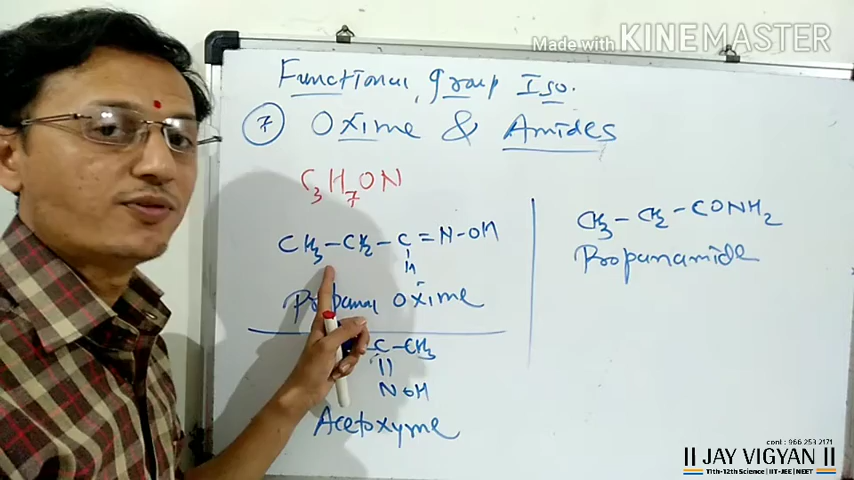 Made with KINEMASTER
Functional group Iso.
7 Oxime & Amides
C3H7ON
CH3-CH2-C=N-OH
H
Propanal Oxime
CH3-CH2-CONH2
Propanamide
C-CH3
NOH
Acetoxyme
cont : 966 253 2171
|| JAY VIGYAN ||
11th-12th Science | IIT-JEE | NEET